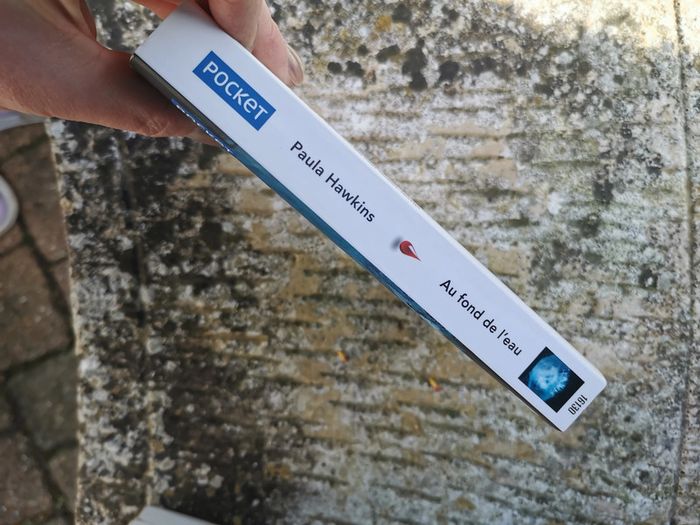 POCKET
Paula Hawkins
Au fond de l'eau
16130